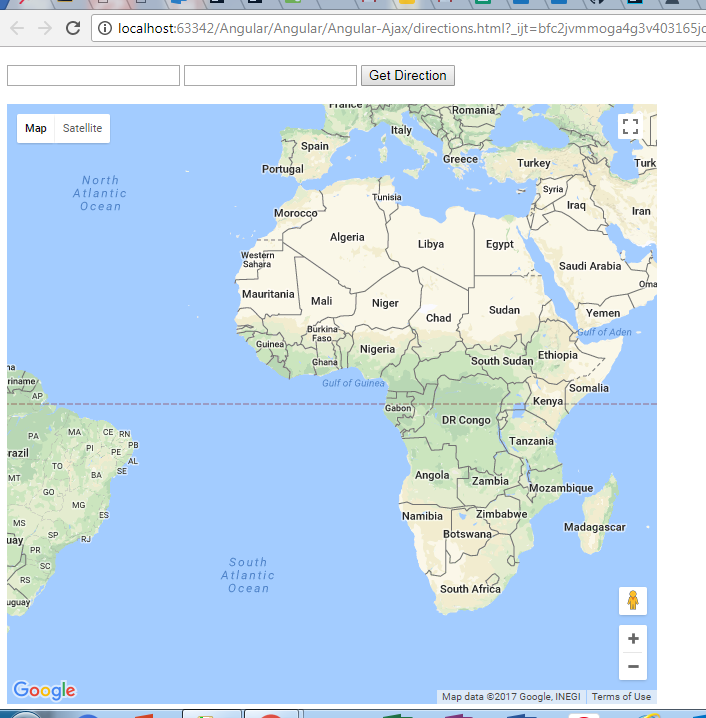 localhost:63342/Angular/Angular/Angular-Ajax/directions.html?_ijt=bfc2jvmmoga4g3v403165jc
Get Direction
Map Satellite
France
Romania
Italy
Spain
Greece
Turkey
Portugal
Turk
North
Atlantic
Ocean
Tunisia
Syria
Iraq
Iran
Morocco
Algeria
Libya
Egypt
Western
Sahara
Saudi Arabia
Oma
Mauritania
Mali
Niger
Chad
Sudan
Yemen
Gulf of Aden
Burkina
Faso
Guinea
Ghana
Nigeria
South Sudan
Ethiopia
Gulf of Guinea
Somalia
na
riname
AP
Gabon
Kenya
DR Congo
PA
MA
CE
RN
PB
PI
PE
AL
SE
razil
TO
BA
MT
GO
MG
ES
MS
SP
RJ
uay
PR
SC
RS
uguay
Tanzania
Angola
Zambia
Mozambique
Namibia
Zimbabwe
Botswana
Madagascar
South Africa
South
Atlantic
Ocean
Google
Map data ©2017 Google, INEGI Terms of Use